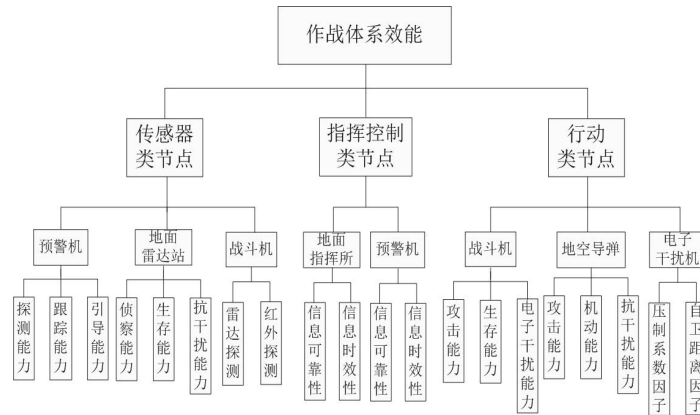 作战体系效能
传感器
类节点
指挥控制
类节点
行动
类节点
预警机
地面
雷达站
战斗机
地面
指挥所
预警机
战斗机
地空导弹
电子
干扰机
探测能力
跟踪能力
引导能力
侦察能力
生存能力
抗干扰能力
雷达探测
红外探测
信息可靠性
信息时效性
信息可靠性
信息时效性
攻击能力
生存能力
电子干扰能力
攻击能力
机动能力
抗干扰能力
压制系数因子
自卫距离因子